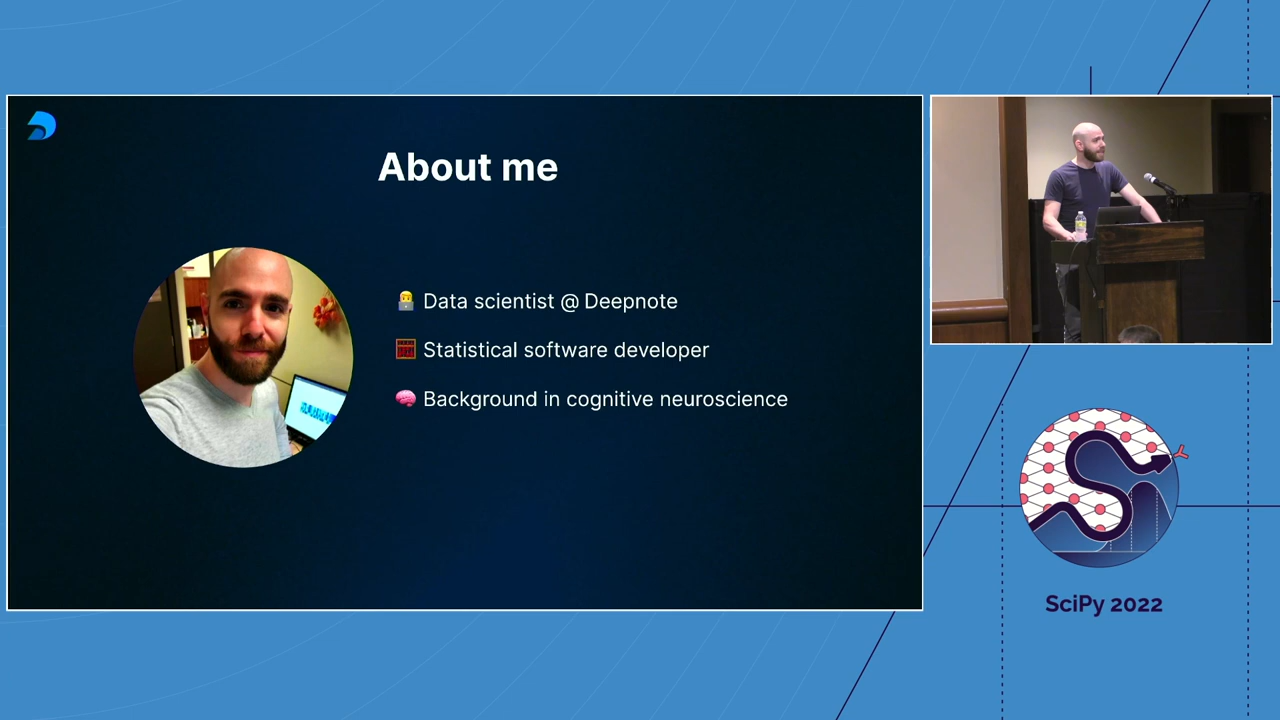 About me
Data scientist @ Deepnote
Statistical software developer
Background in cognitive neuroscience
SciPy 2022